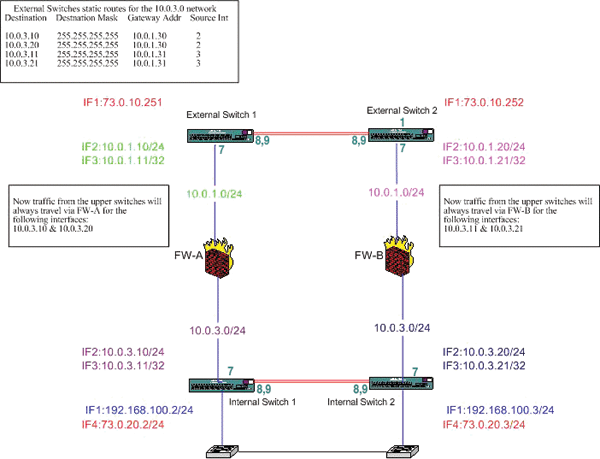 External Switches static routes for the 10.0.3.0 network
Destination Destnation Mask Gateway Addr Source Int
10.0.3.10 255.255.255.255 10.0.1.30 2
10.0.3.20 255.255.255.255 10.0.1.30 2
10.0.3.11 255.255.255.255 10.0.1.31 3
10.0.3.21 255.255.255.255 10.0.1.31 3
IF1:73.0.10.251
IF1:73.0.10.252
External Switch 1
External Switch 2
1
7
8,9
8,9
7
IF2:10.0.1.10/24
IF3:10.0.1.11/32
IF2:10.0.1.20/24
IF3:10.0.1.21/32
10.0.1.0/24
10.0.1.0/24
Now traffic from the upper switches will
always travel via FW-A for the
following interfaces:
10.0.3.10 & 10.0.3.20
Now traffic from the upper switches will
always travel via FW-B for the
following interfaces:
10.0.3.11 & 10.0.3.21
FW-A
FW-B
10.0.3.0/24
10.0.3.0/24
IF2:10.0.3.10/24
IF3:10.0.3.11/32
IF2:10.0.3.20/24
IF3:10.0.3.21/32
7
7
8,9
8,9
Internal Switch 1
Internal Switch 2
IF1:192.168.100.2/24
IF4:73.0.20.2/24
IF1:192.168.100.3/24
IF4:73.0.20.3/24